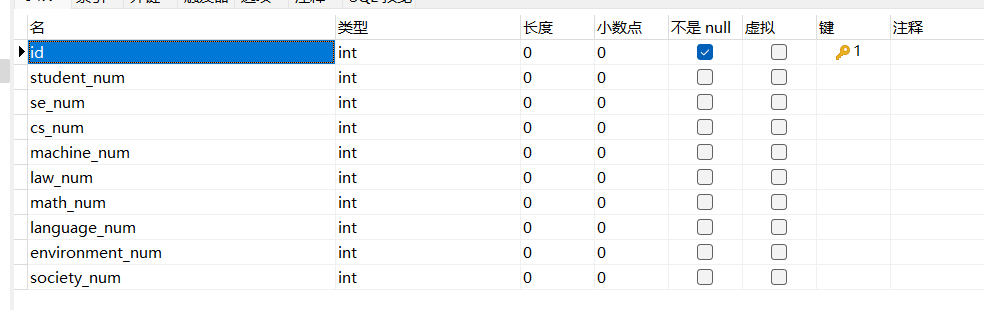 名 类型 长度 小数点 不是 null 虚拟 键 注释
id int 0 0 1
student_num int 0 0
se_num int 0 0
cs_num int 0 0
machine_num int 0 0
law_num int 0 0
math_num int 0 0
language_num int 0 0
environment_num int 0 0
society_num int 0 0